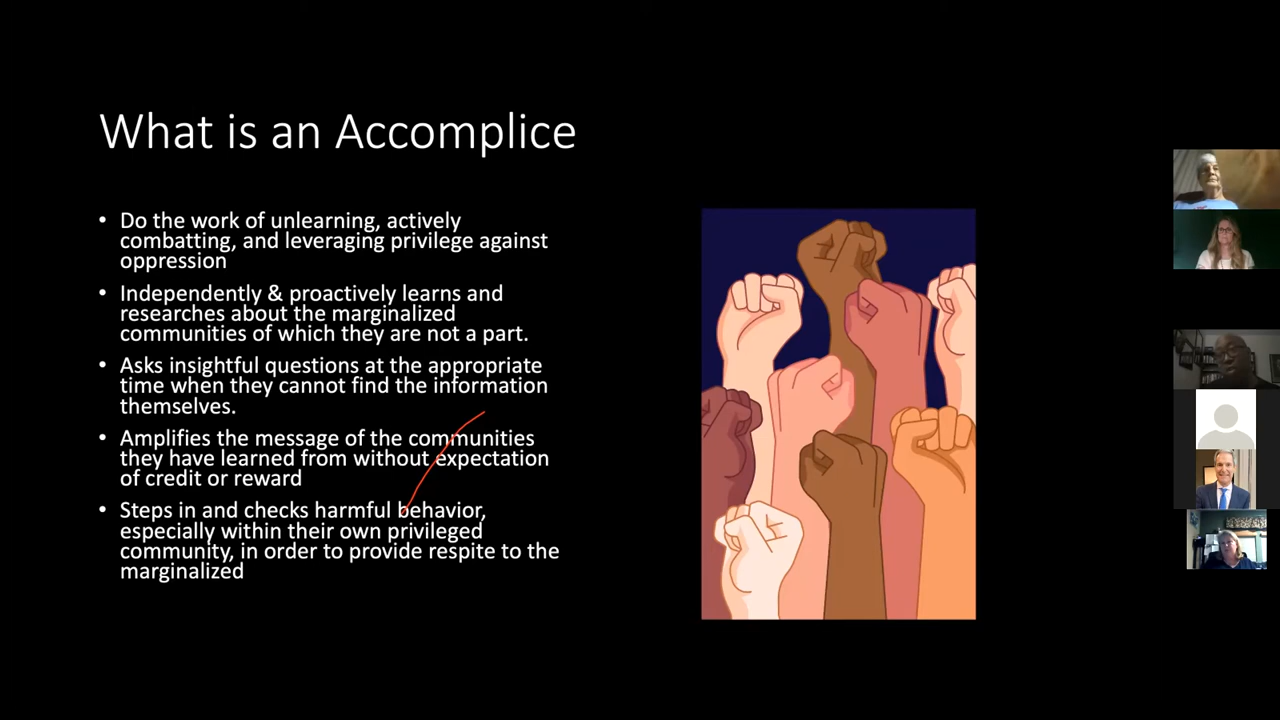 What is an Accomplice
• Do the work of unlearning, actively
combatting, and leveraging privilege against
oppression
• Independently & proactively learns and
researches about the marginalized
communities of which they are not a part.
• Asks insightful questions at the appropriate
time when they cannot find the information
themselves.
• Amplifies the message of the communities
they have learned from without expectation
of credit or reward
• Steps in and checks harmful behavior,
especially within their own privileged
community, in order to provide respite to the
marginalized